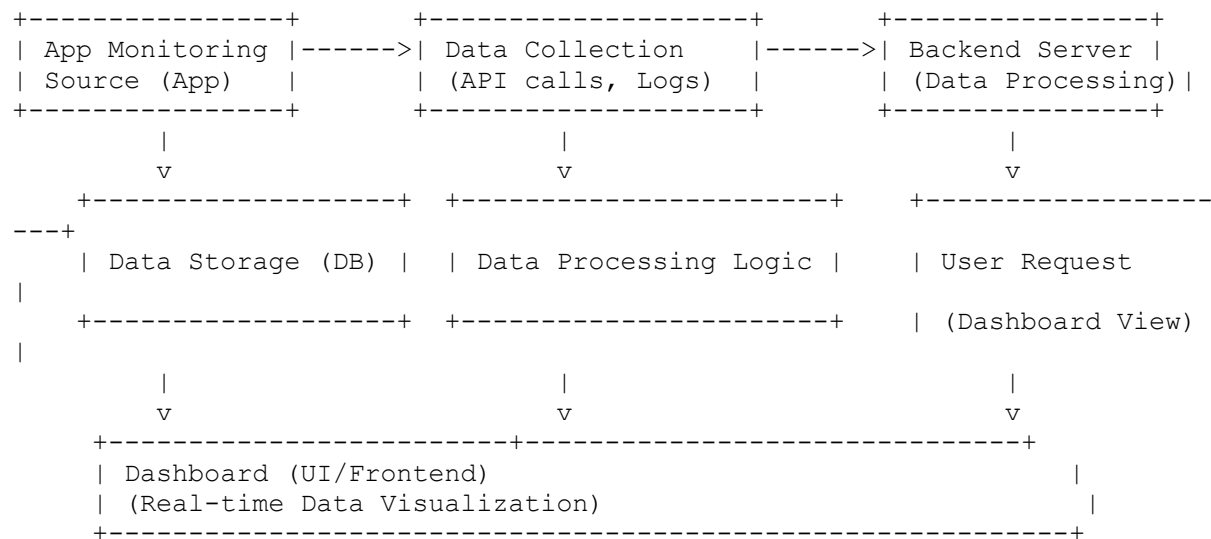 +----------------+       +--------------------+       +----------------+
| App Monitoring |------>| Data Collection    |------>| Backend Server |
| Source (App)   |       | (API calls, Logs)  |       | (Data Processing)|
+----------------+       +--------------------+       +----------------+
         |                        |                           |
         v                        v                           v
    +-------------------+  +-----------------------+    +------------------
---+
    | Data Storage (DB) |  | Data Processing Logic |    | User Request
|
    +-------------------+  +-----------------------+    | (Dashboard View)
|
         |                        |                           |
         v                        v                           v
     +-------------------------+-------------------------------+
     | Dashboard (UI/Frontend)                                     |
     | (Real-time Data Visualization)                               |
     +------------------------------------------------------------+